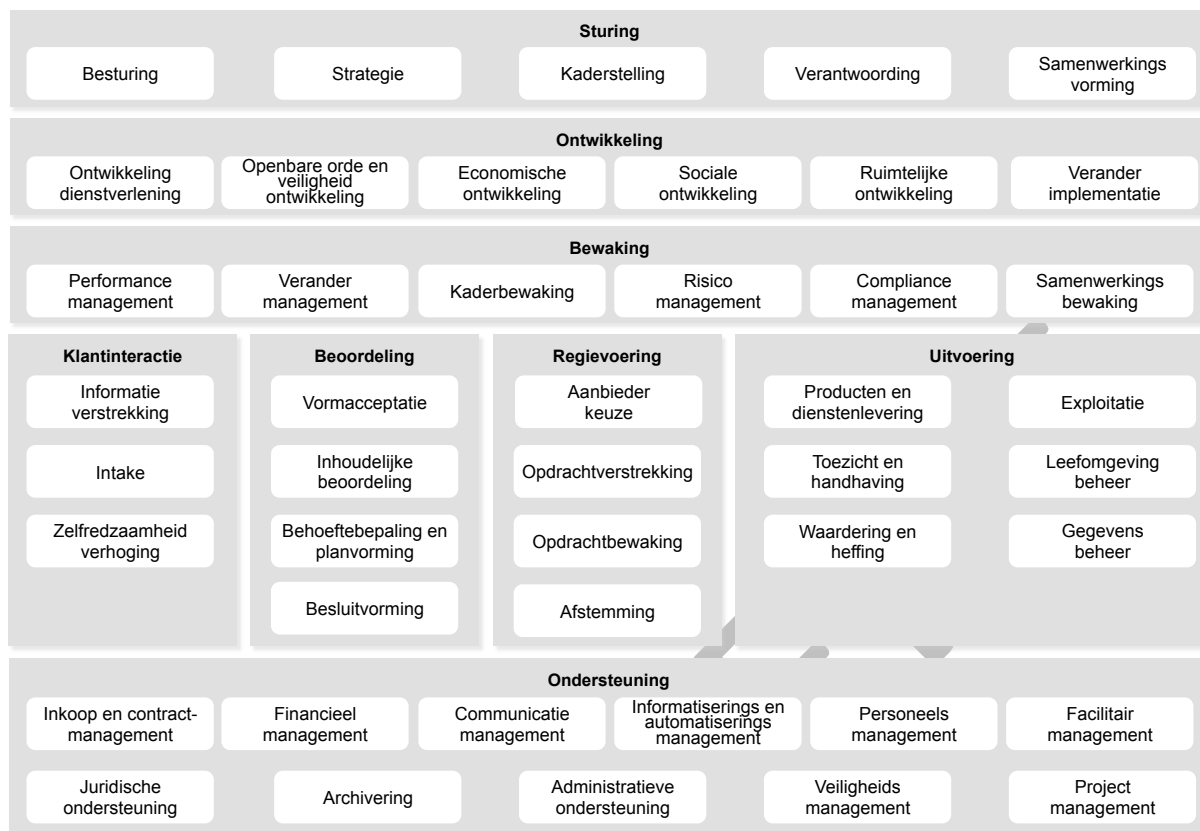 Sturing
Besturing
Strategie
Kaderstelling
Verantwoording
Samenwerkings
vorming
Ontwikkeling
Ontwikkeling
dienstverlening
Openbare orde en
veiligheid
ontwikkeling
Economische
ontwikkeling
Sociale
ontwikkeling
Ruimtelijke
ontwikkeling
Verander
implementatie
Bewaking
Performance
management
Verander
management
Kaderbewaking
Risico
management
Compliance
management
Samenwerkings
bewaking
Klantinteractie
Informatie
verstrekking
Intake
Zelfredzaamheid
verhoging
Beoordeling
Vormacceptatie
Inhoudelijke
beoordeling
Behoeftebepaling en
planvorming
Besluitvorming
Regievoering
Aanbieder
keuze
Opdrachtverstrekking
Opdrachtbewaking
Afstemming
Uitvoering
Producten en
dienstenlevering
Exploitatie
Toezicht en
handhaving
Leefomgeving
beheer
Waardering en
heffing
Gegevens
beheer
Ondersteuning
Inkoop en contract-
management
Financieel
management
Communicatie
management
Informatiserings en
automatiserings
management
Personeels
management
Facilitair
management
Juridische
ondersteuning
Archivering
Administratieve
ondersteuning
Veiligheids
management
Project
management